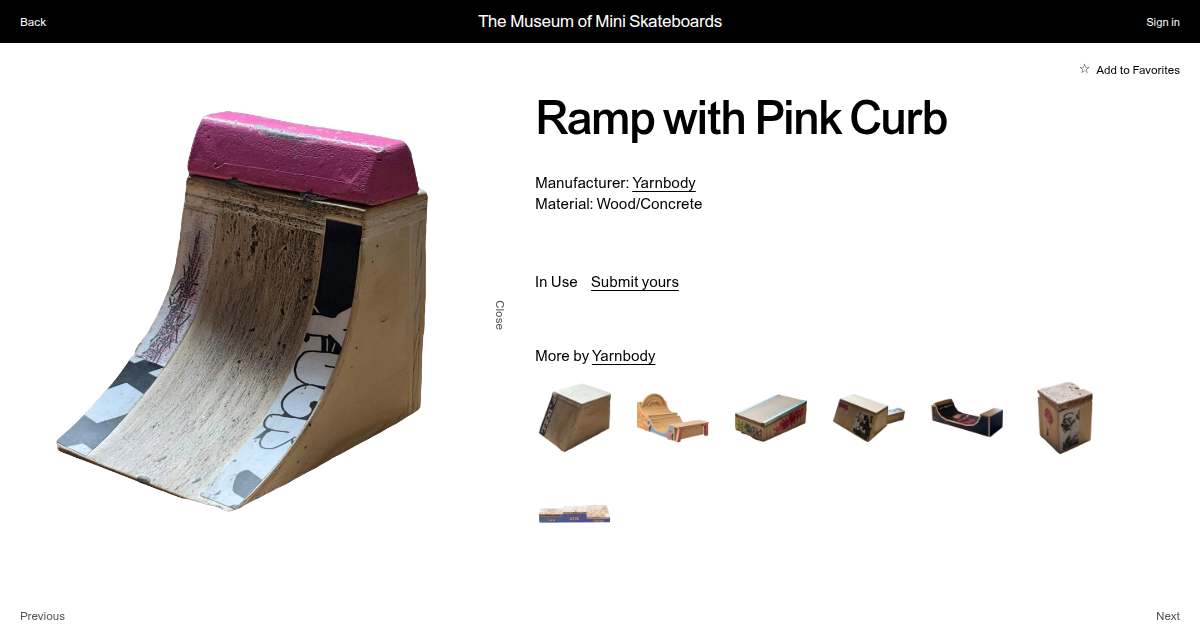 Back
The Museum of Mini Skateboards
Sign in
☆ Add to Favorites
Ramp with Pink Curb
Manufacturer: Yarnbody
Material: Wood/Concrete
In Use Submit yours
Close
More by Yarnbody
Previous
Next